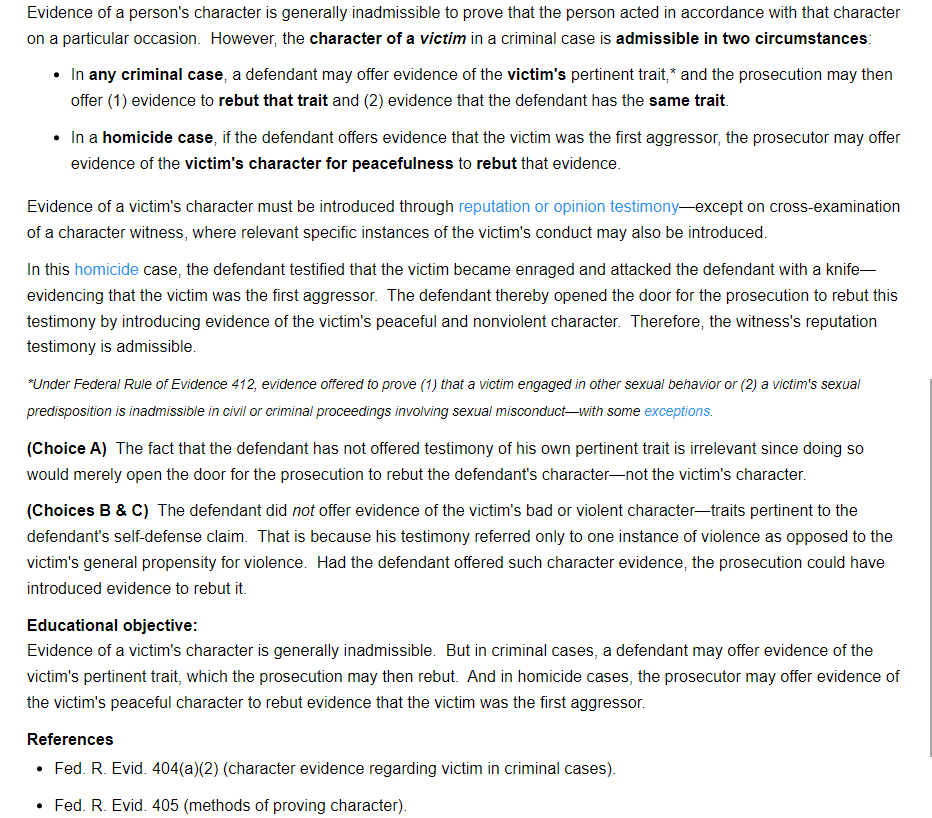 Evidence of a person's character is generally inadmissible to prove that the person acted in accordance with that character
on a particular occasion.  However, the character of a victim in a criminal case is admissible in two circumstances:
• In any criminal case, a defendant may offer evidence of the victim's pertinent trait,* and the prosecution may then
offer (1) evidence to rebut that trait and (2) evidence that the defendant has the same trait.
• In a homicide case, if the defendant offers evidence that the victim was the first aggressor, the prosecutor may offer
evidence of the victim's character for peacefulness to rebut that evidence.
Evidence of a victim's character must be introduced through reputation or opinion testimony—except on cross-examination
of a character witness, where relevant specific instances of the victim's conduct may also be introduced.
In this homicide case, the defendant testified that the victim became enraged and attacked the defendant with a knife—
evidencing that the victim was the first aggressor.  The defendant thereby opened the door for the prosecution to rebut this
testimony by introducing evidence of the victim's peaceful and nonviolent character.  Therefore, the witness's reputation
testimony is admissible.
*Under Federal Rule of Evidence 412, evidence offered to prove (1) that a victim engaged in other sexual behavior or (2) a victim's sexual
predisposition is inadmissible in civil or criminal proceedings involving sexual misconduct—with some exceptions.
(Choice A)  The fact that the defendant has not offered testimony of his own pertinent trait is irrelevant since doing so
would merely open the door for the prosecution to rebut the defendant's character—not the victim's character.
(Choices B & C)  The defendant did not offer evidence of the victim's bad or violent character—traits pertinent to the
defendant's self-defense claim.  That is because his testimony referred only to one instance of violence as opposed to the
victim's general propensity for violence.  Had the defendant offered such character evidence, the prosecution could have
introduced evidence to rebut it.
Educational objective:
Evidence of a victim's character is generally inadmissible.  But in criminal cases, a defendant may offer evidence of the
victim's pertinent trait, which the prosecution may then rebut.  And in homicide cases, the prosecutor may offer evidence of
the victim's peaceful character to rebut evidence that the victim was the first aggressor.
References
• Fed. R. Evid. 404(a)(2) (character evidence regarding victim in criminal cases).
• Fed. R. Evid. 405 (methods of proving character).